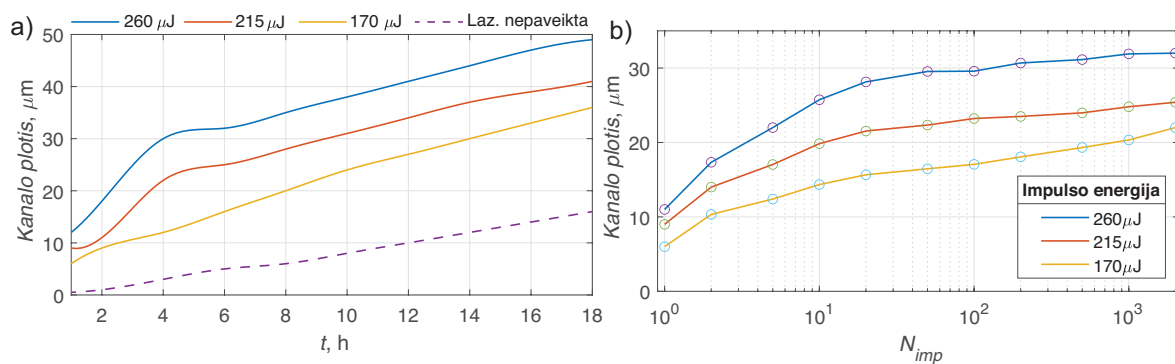 260 μJ 215 μJ 170 μJ Laz. nepaveikta
a)
50
40
30
20
10
0
Kanalo plotis, μm
2 4 6 8 10 12 14 16 18
t, h
b)
30
20
10
0
Kanalo plotis, μm
Impulso energija
260μJ
215μJ
170μJ
10⁰ 10¹ 10² 10³
N_imp